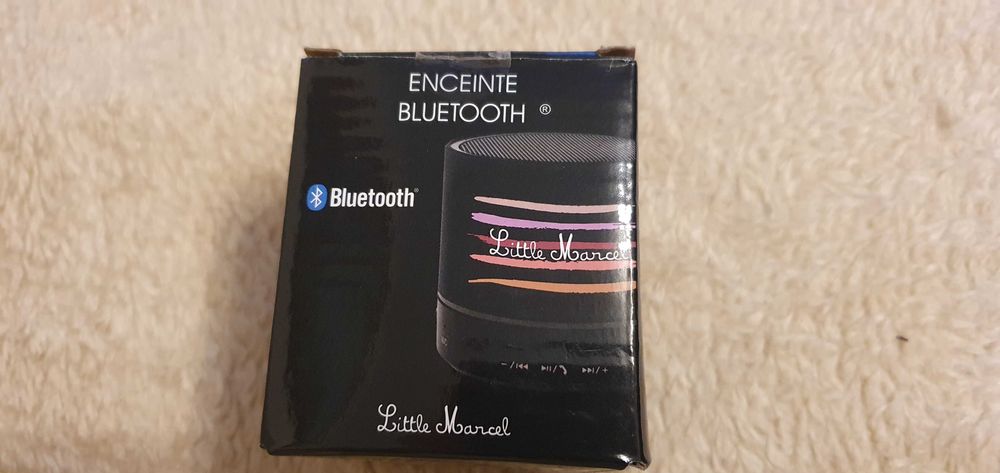 ENCEINTE
BLUETOOTH ®
Bluetooth®
Little Marcel
-/⏮ ⏯/📞 ⏭/+
Little Marcel